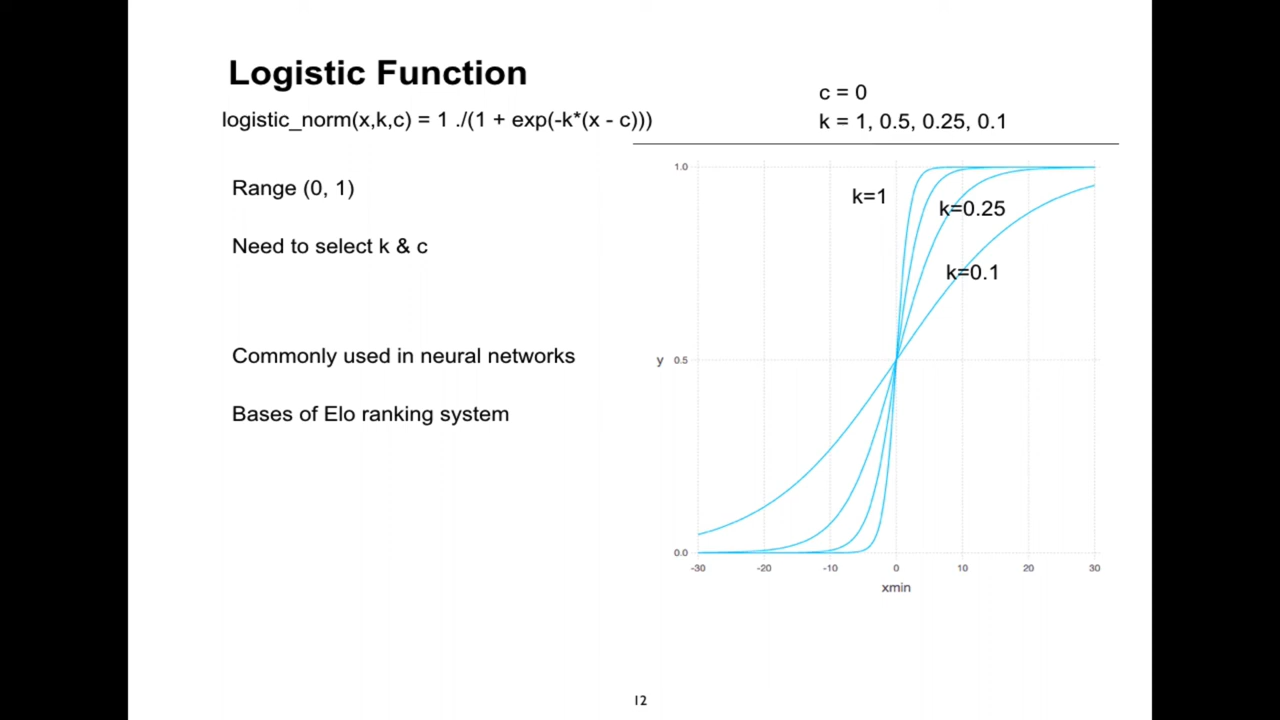 Logistic Function
logistic_norm(x,k,c) = 1 ./(1 + exp(-k*(x - c)))
c = 0
k = 1, 0.5, 0.25, 0.1
Range (0, 1)
Need to select k & c
Commonly used in neural networks
Bases of Elo ranking system
1.0
k=1
k=0.25
k=0.1
y 0.5
0.0
-30 -20 -10 0 10 20 30
xmin
12